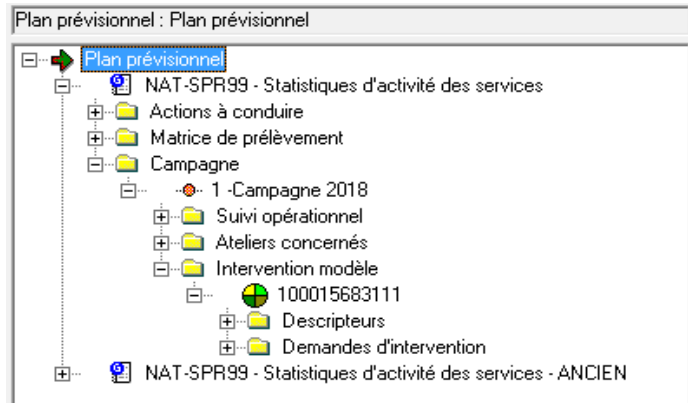 Plan prévisionnel : Plan prévisionnel
Plan prévisionnel
NAT-SPR99 - Statistiques d'activité des services
Actions à conduire
Matrice de prélèvement
Campagne
1 -Campagne 2018
Suivi opérationnel
Ateliers concernés
Intervention modèle
100015683111
Descripteurs
Demandes d'intervention
NAT-SPR99 - Statistiques d'activité des services - ANCIEN